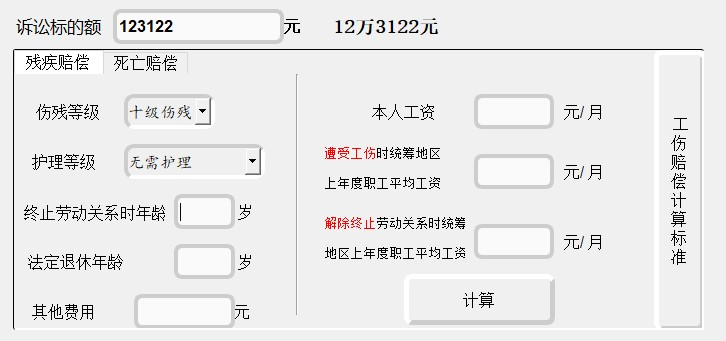 诉讼标的额 123122 元 12万3122元
残疾赔偿 死亡赔偿
伤残等级 十级伤残
护理等级 无需护理
终止劳动关系时年龄 岁
法定退休年龄 岁
其他费用 元
本人工资 元/月
遭受工伤时统筹地区
上年度职工平均工资 元/月
解除终止劳动关系时统筹
地区上年度职工平均工资 元/月
计算
工伤赔偿计算标准